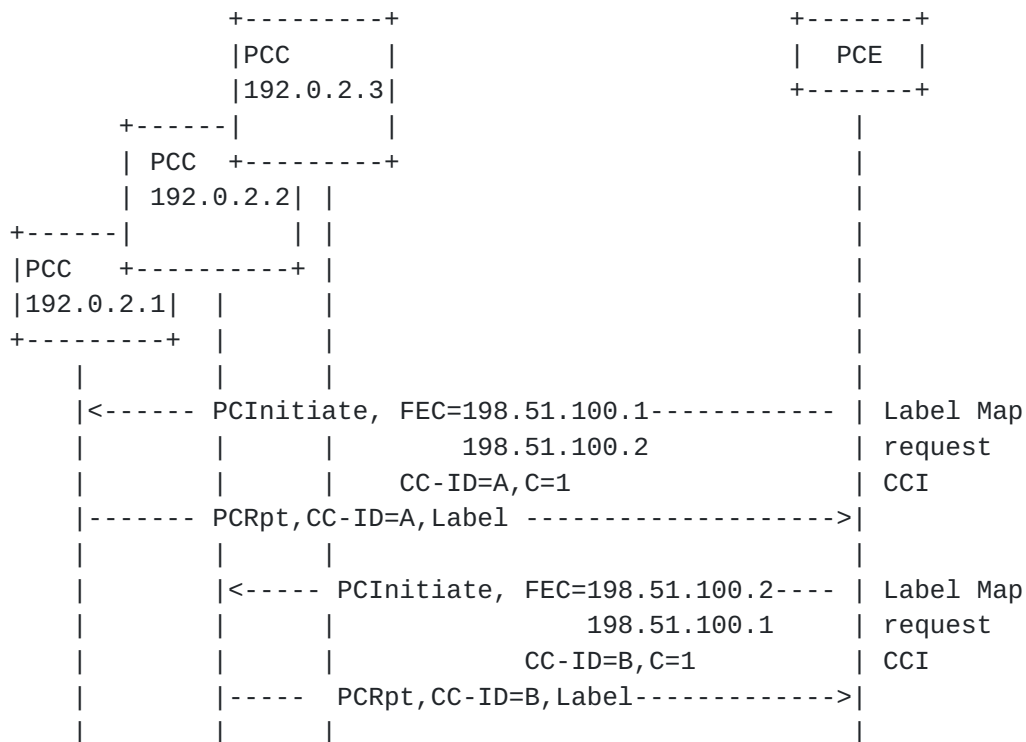 +---------+                         +-------+
              |PCC      |                         |  PCE  |
              |192.0.2.3|                         +-------+
       +------|         |                             |
       | PCC  +---------+                             |
       | 192.0.2.2| |                                 |
+------|          | |                                 |
|PCC   +----------+ |                                 |
|192.0.2.1|  |      |                                 |
+---------+  |      |                                 |
    |        |      |                                 |
    |<------ PCInitiate, FEC=198.51.100.1------------ | Label Map
    |        |      |        198.51.100.2             | request
    |        |      |    CC-ID=A,C=1                  | CCI
    |------- PCRpt,CC-ID=A,Label -------------------->|
    |        |      |                                 |
    |        |<----- PCInitiate, FEC=198.51.100.2---- | Label Map
    |        |      |                198.51.100.1     | request
    |        |      |            CC-ID=B,C=1          | CCI
    |        |-----  PCRpt,CC-ID=B,Label------------->|
    |        |      |                                 |